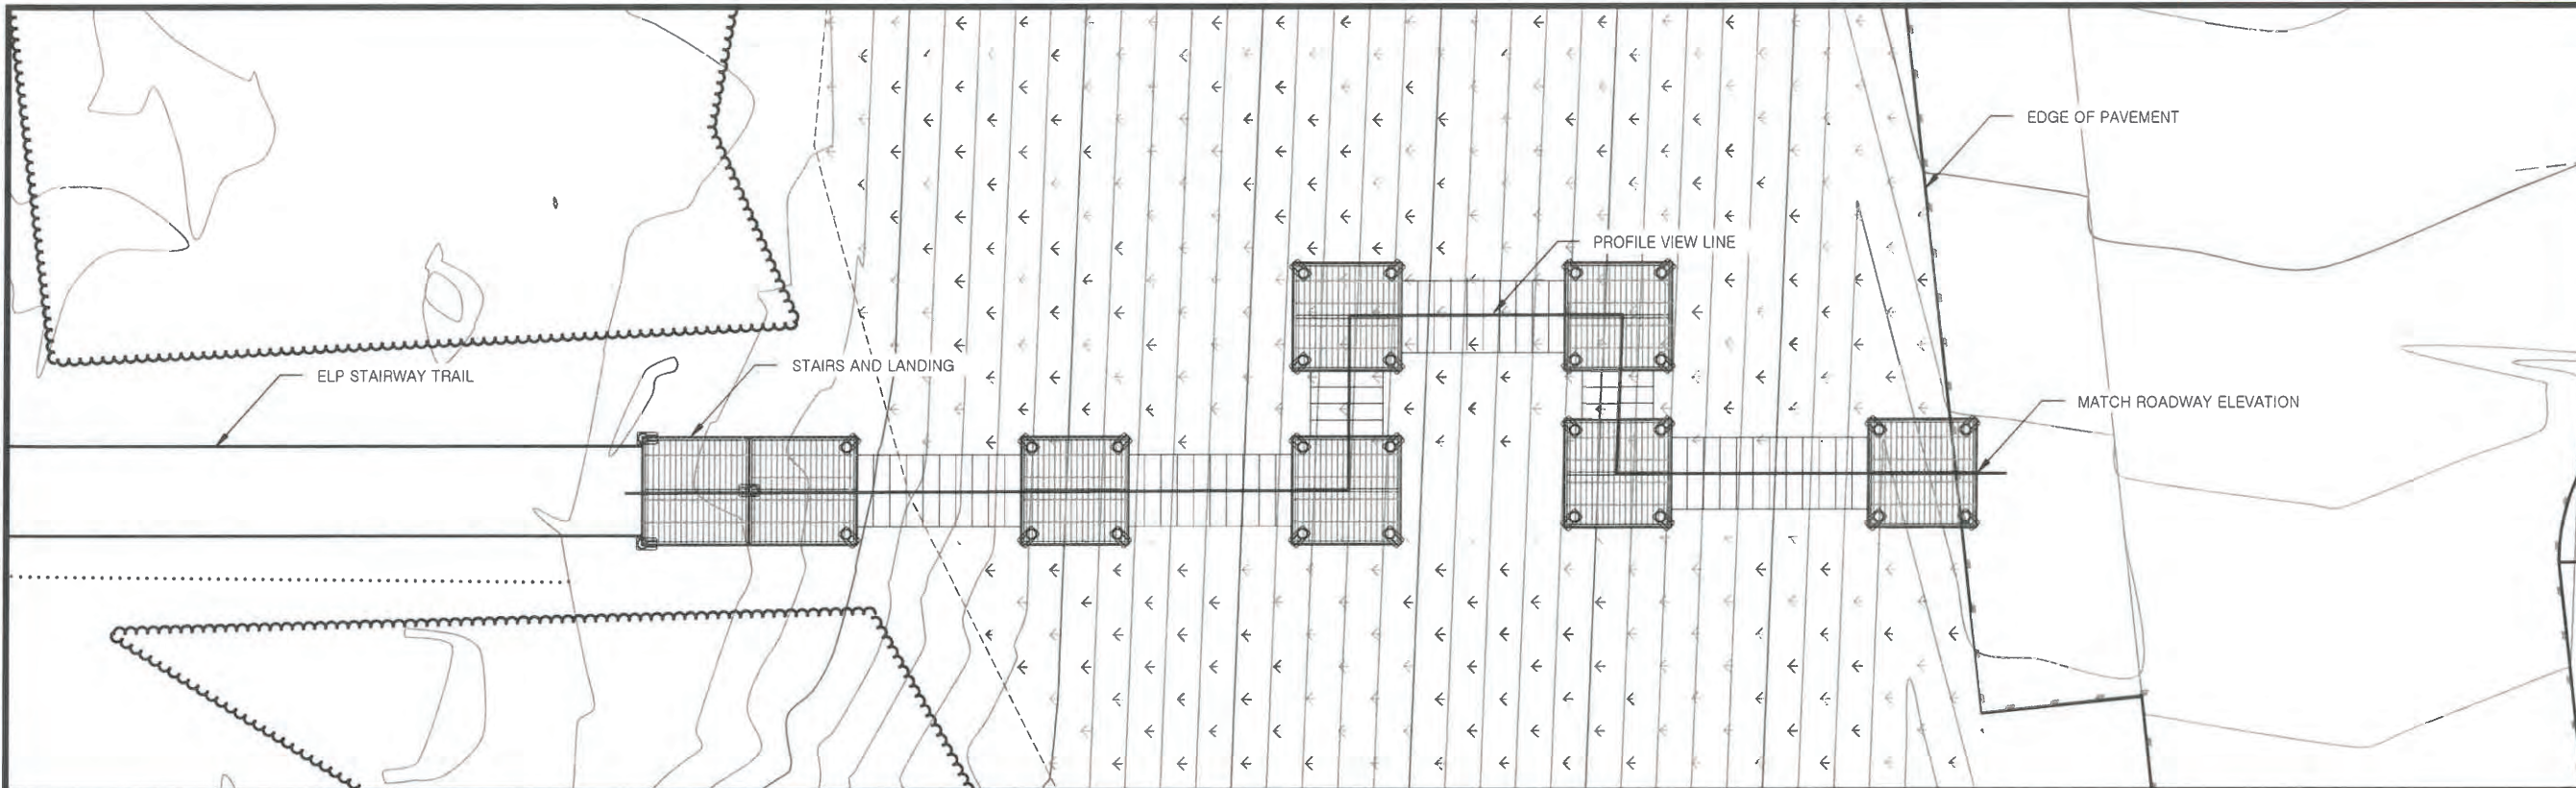 EDGE OF PAVEMENT
PROFILE VIEW LINE
STAIRS AND LANDING
ELP STAIRWAY TRAIL
MATCH ROADWAY ELEVATION